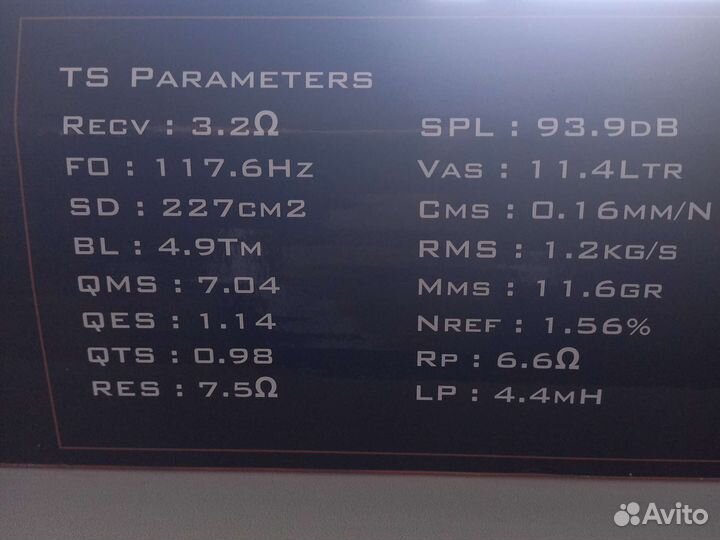 TS PARAMETERS
RECV : 3.2Ω
FO : 117.6HZ
SD : 227CM2
BL : 4.9TM
QMS : 7.04
QES : 1.14
QTS : 0.98
RES : 7.5Ω
SPL : 93.9DB
VAS : 11.4LTR
CMS : 0.16MM/N
RMS : 1.2KG/S
MMS : 11.6GR
NREF : 1.56%
RP : 6.6Ω
LP : 4.4MH
Avito